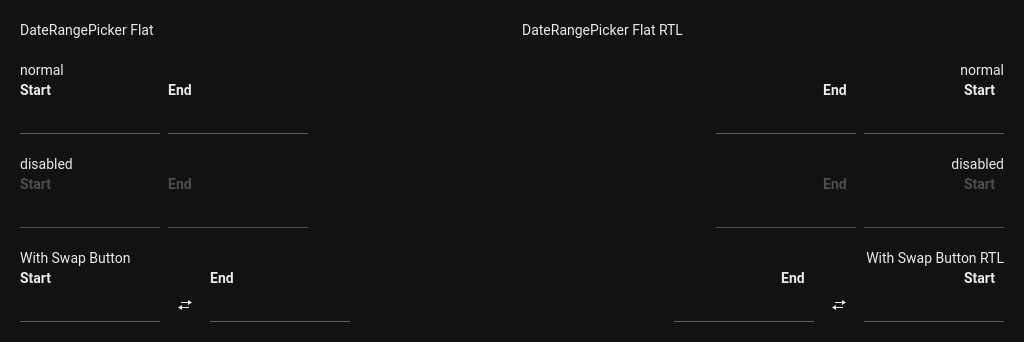 DateRangePicker Flat
normal
Start End
disabled
Start End
With Swap Button
Start End
DateRangePicker Flat RTL
normal
End Start
disabled
End Start
With Swap Button RTL
End Start